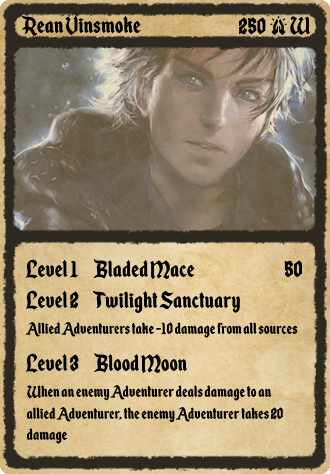 Rean Vinsmoke 250 W
Level 1 Bladed Mace 50
Level 2 Twilight Sanctuary
Allied Adventurers take -10 damage from all sources
Level 3 Blood Moon
When an enemy Adventurer deals damage to an
allied Adventurer, the enemy Adventurer takes 20
damage